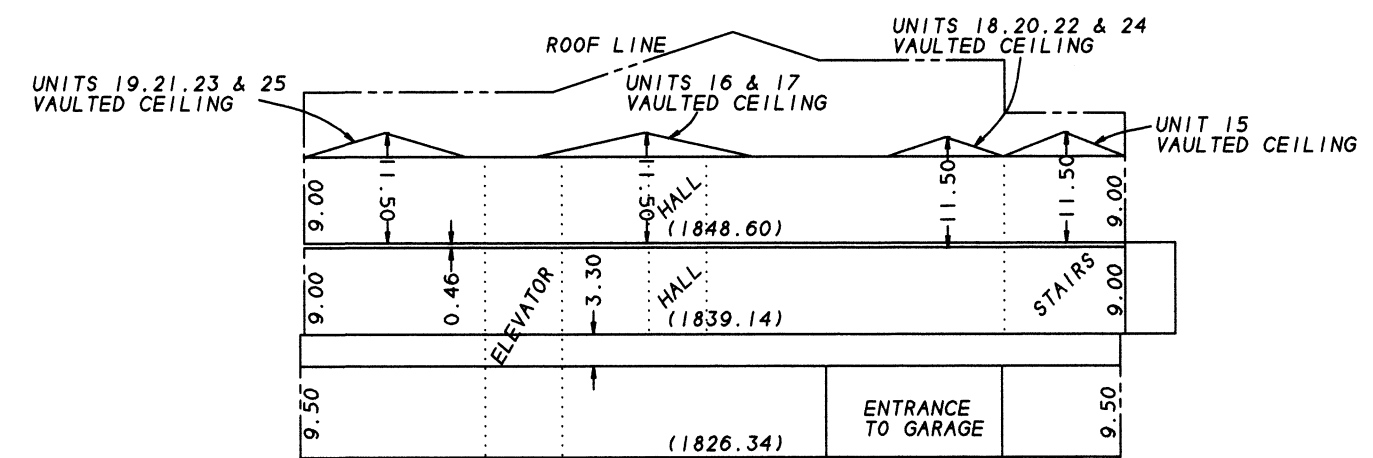 UNITS 18.20.22 & 24
VAULTED CEILING
ROOF LINE
UNITS 19.21.23 & 25
VAULTED CEILING
UNITS 16 & 17
VAULTED CEILING
UNIT 15
VAULTED CEILING
9.00
11.50
11.50
HALL
(1848.60)
11.50
11.50
9.00
9.00
0.46
ELEVATOR
3.30
HALL
(1839.14)
STAIRS
9.00
9.50
(1826.34)
ENTRANCE
TO GARAGE
9.50